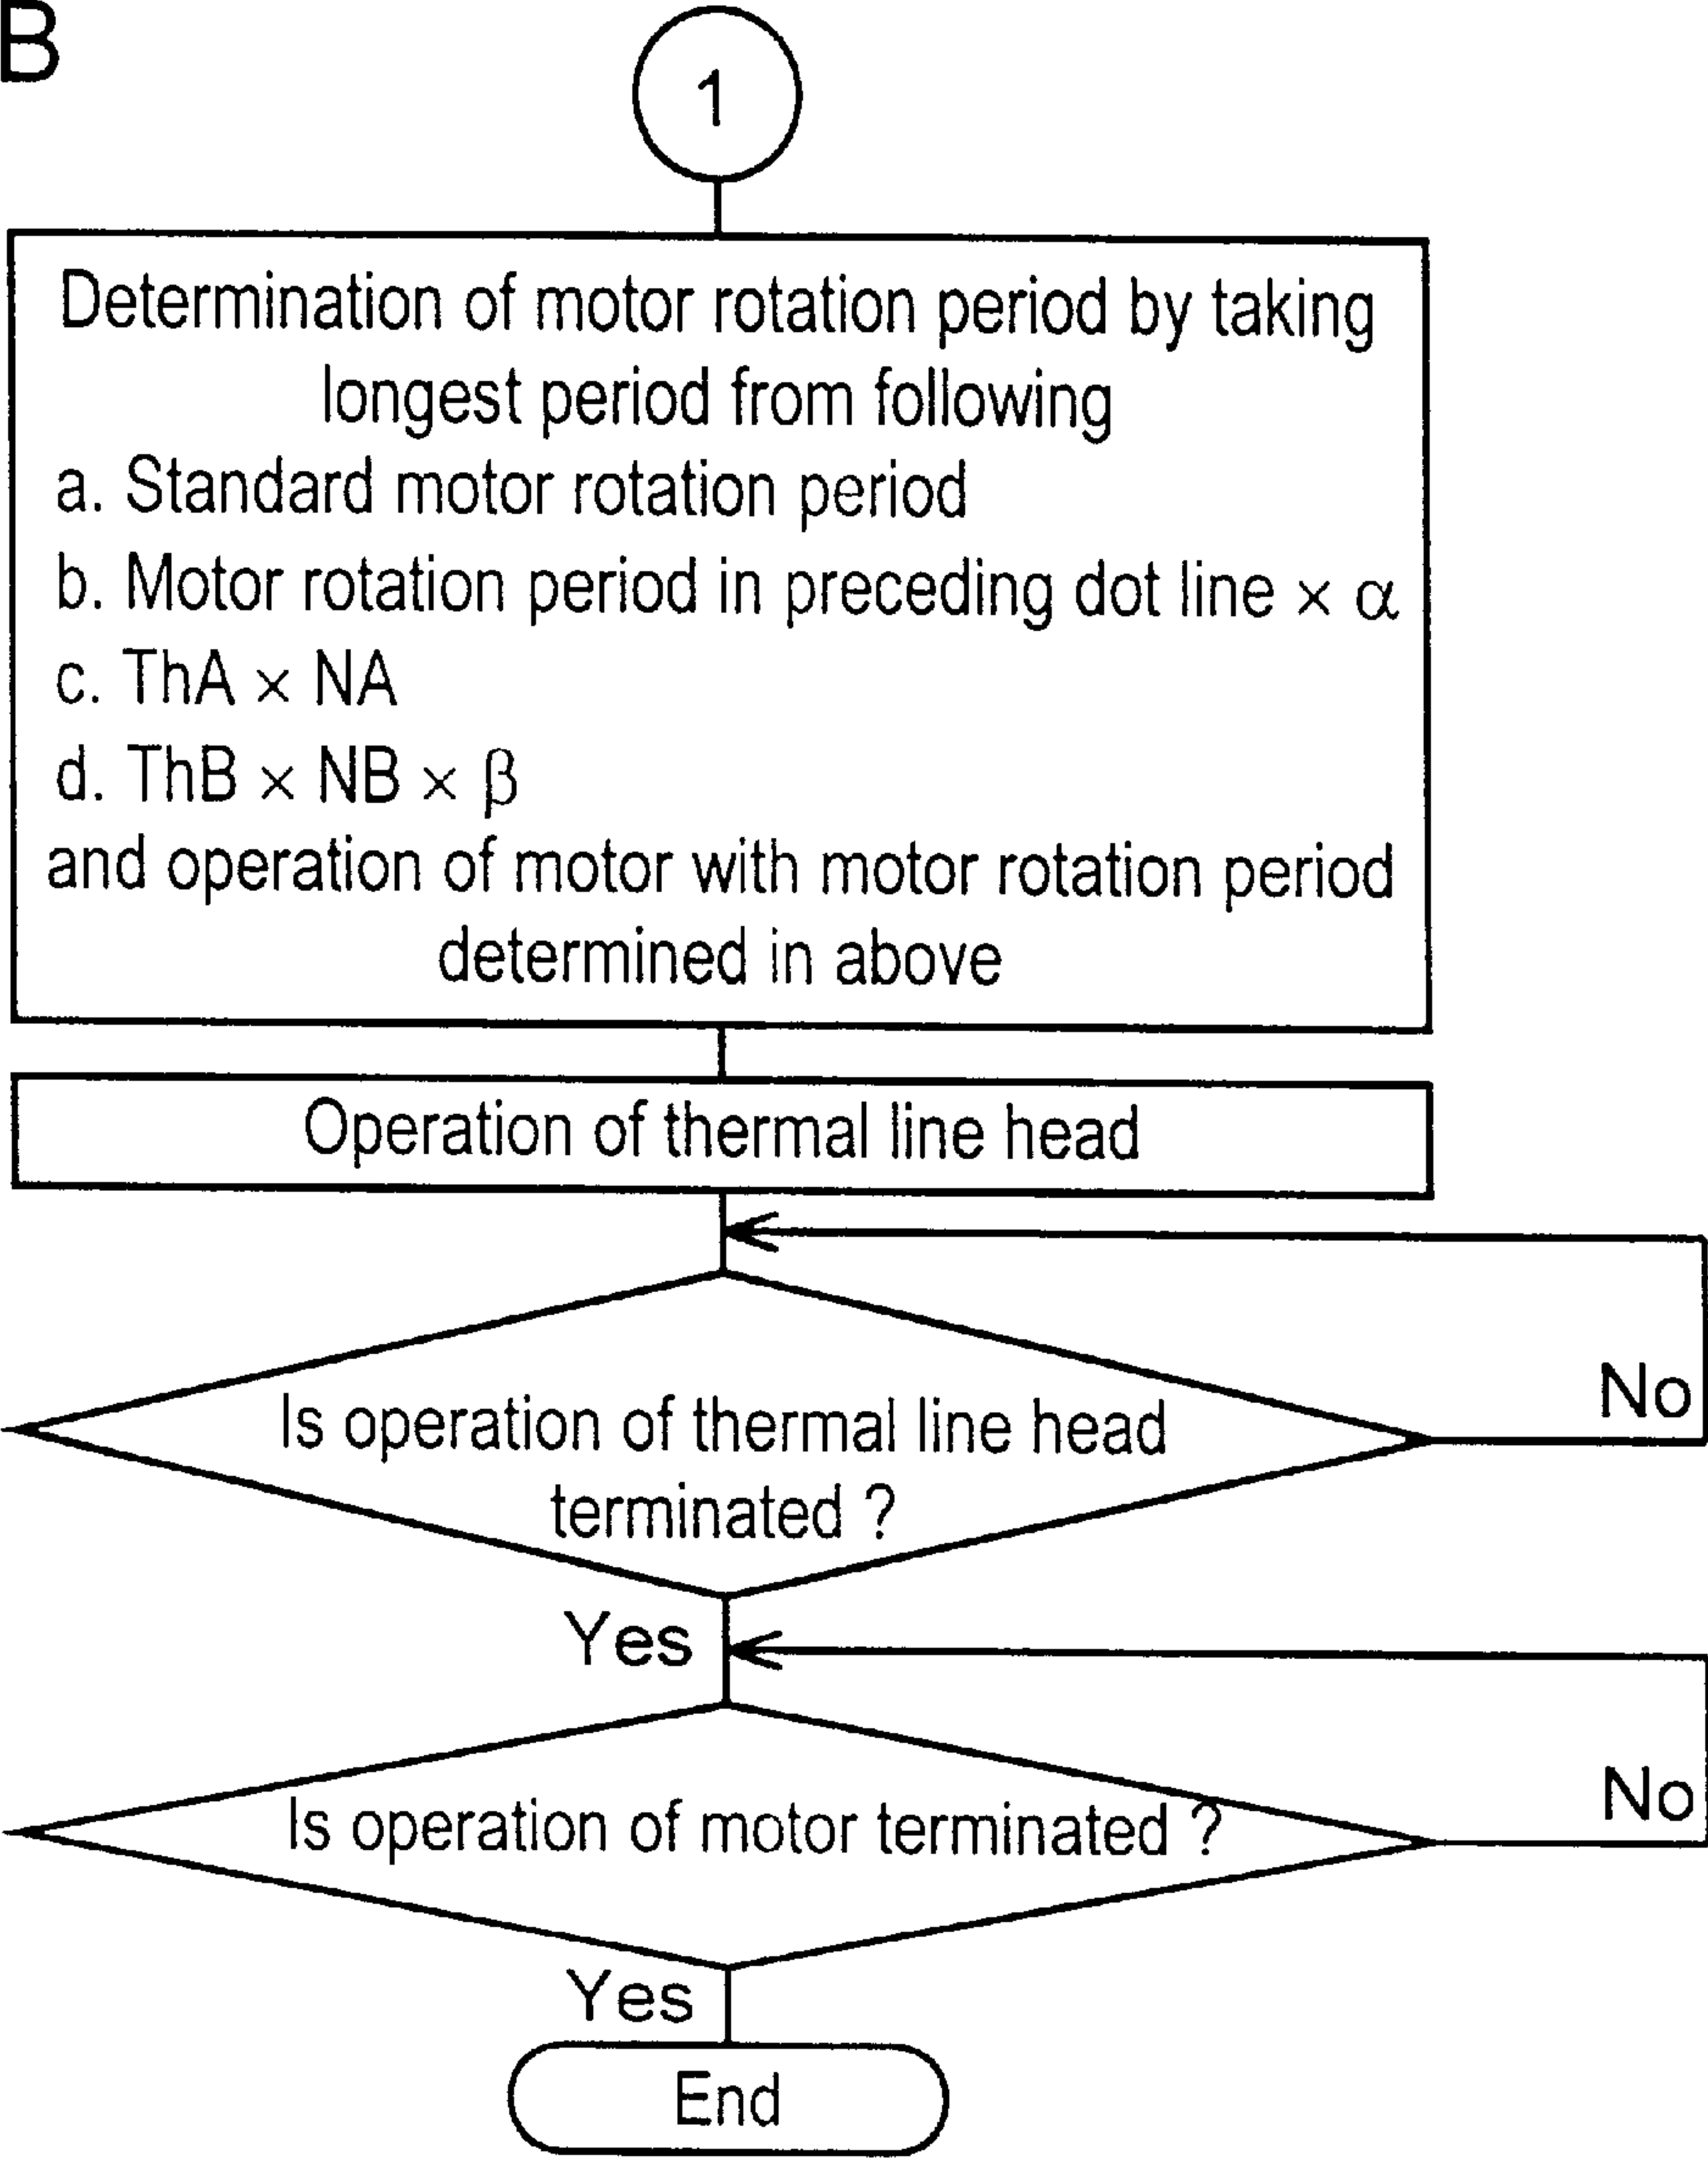 B
1
Determination of motor rotation period by taking
longest period from following
a. Standard motor rotation period
b. Motor rotation period in preceding dot line × α
c. ThA × NA
d. ThB × NB × β
and operation of motor with motor rotation period
determined in above
Operation of thermal line head
No
Is operation of thermal line head
terminated ?
Yes
No
Is operation of motor terminated ?
Yes
End